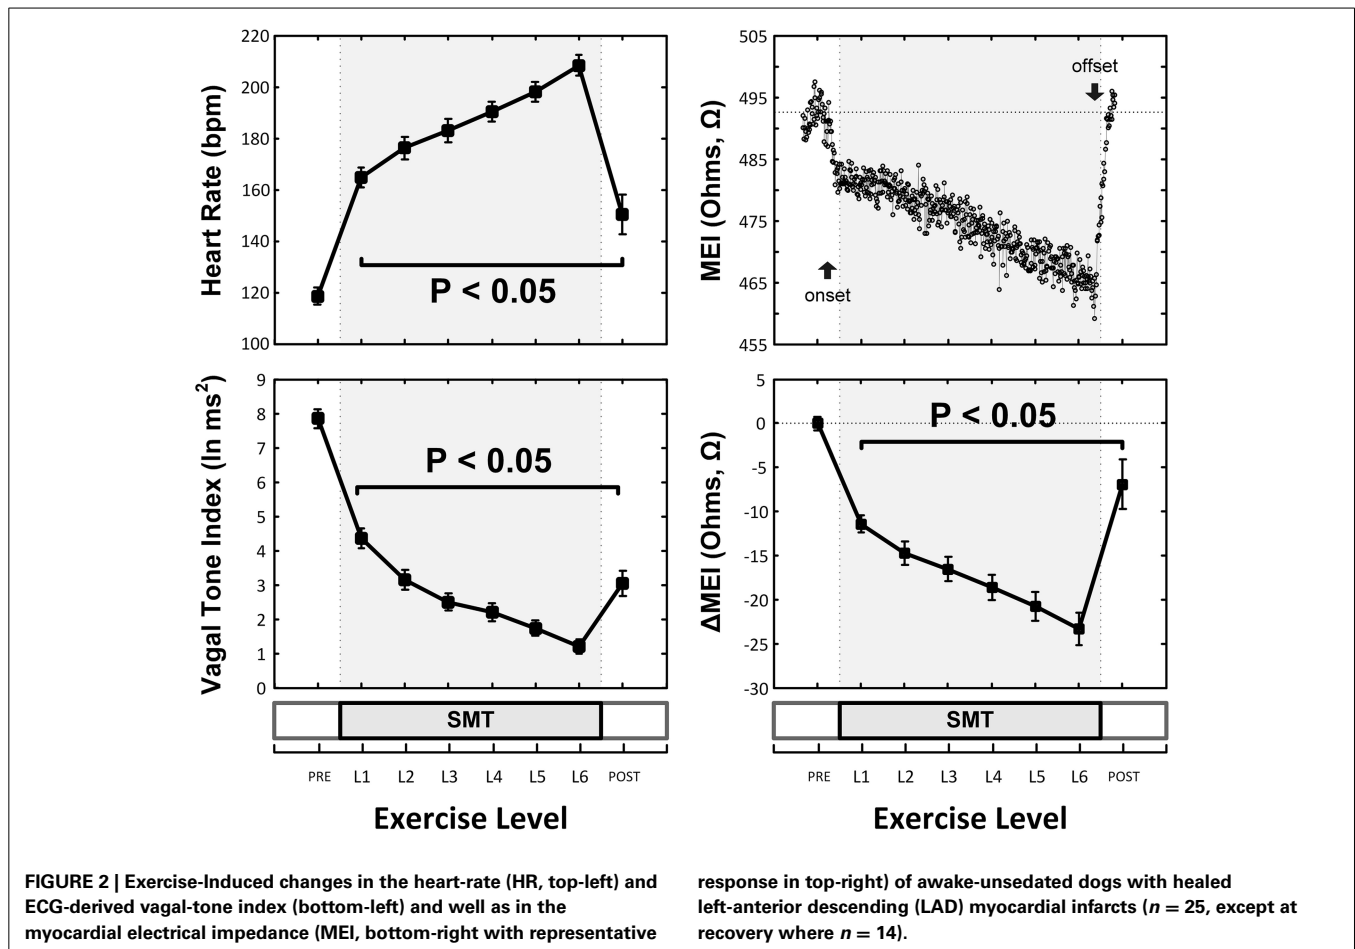 220
200
180
160
140
120
100
Heart Rate (bpm)
P < 0.05
505
495
485
475
465
455
MEI (Ohms, Ω)
offset
onset
9
8
7
6
5
4
3
2
1
0
Vagal Tone Index (ln ms²)
P < 0.05
5
0
-5
-10
-15
-20
-25
-30
ΔMEI (Ohms, Ω)
P < 0.05
SMT
PRE L1 L2 L3 L4 L5 L6 POST
Exercise Level
SMT
PRE L1 L2 L3 L4 L5 L6 POST
Exercise Level
FIGURE 2 | Exercise-Induced changes in the heart-rate (HR, top-left) and
ECG-derived vagal-tone index (bottom-left) and well as in the
myocardial electrical impedance (MEI, bottom-right with representative
response in top-right) of awake-unsedated dogs with healed
left-anterior descending (LAD) myocardial infarcts (n = 25, except at
recovery where n = 14).